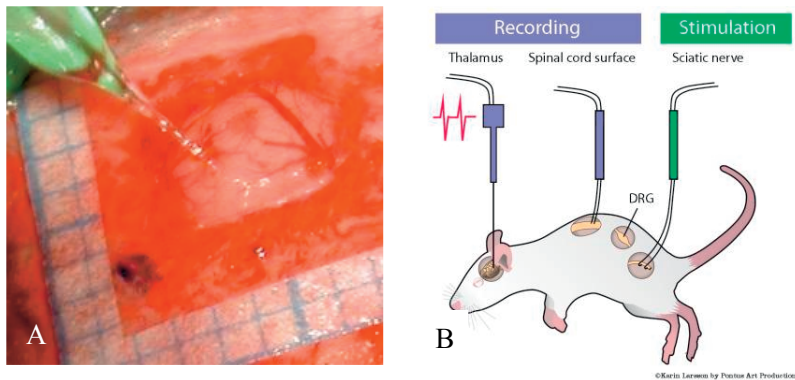 A
Recording
Stimulation
Thalamus
Spinal cord surface
Sciatic nerve
DRG
B
©Karin Larsson by Pontus Art Production